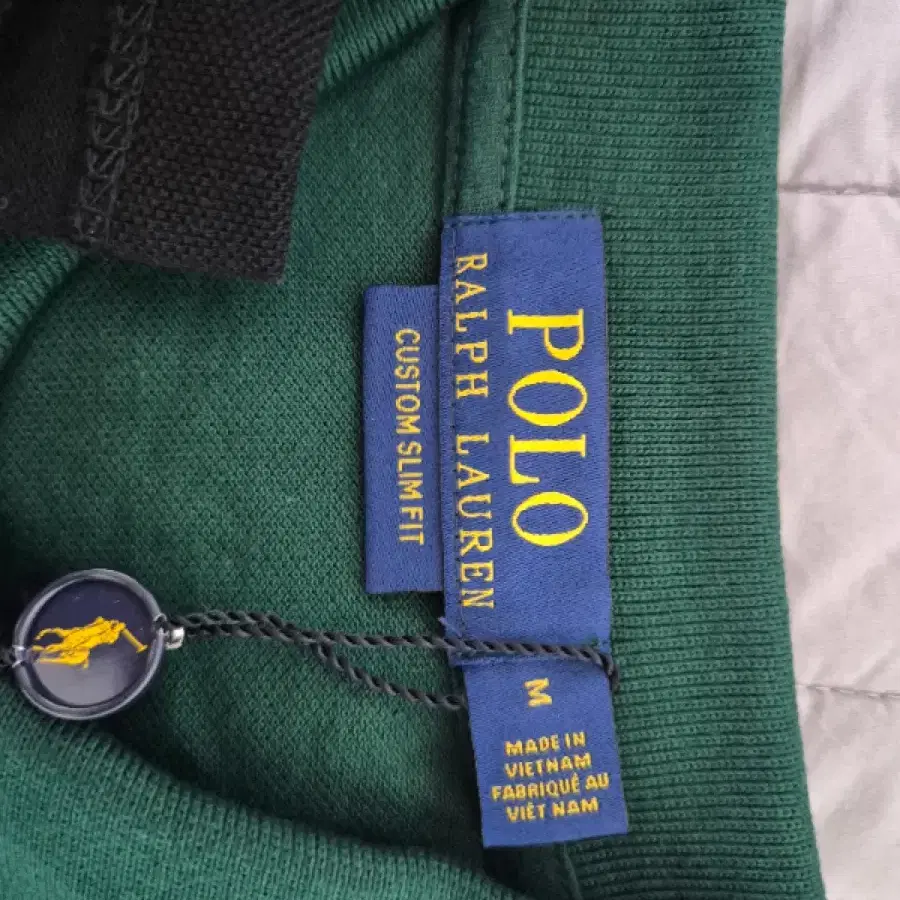 POLO
RALPH LAUREN
CUSTOM SLIM FIT
M
MADE IN
VIETNAM
FABRIQUÉ AU
VIÊT NAM